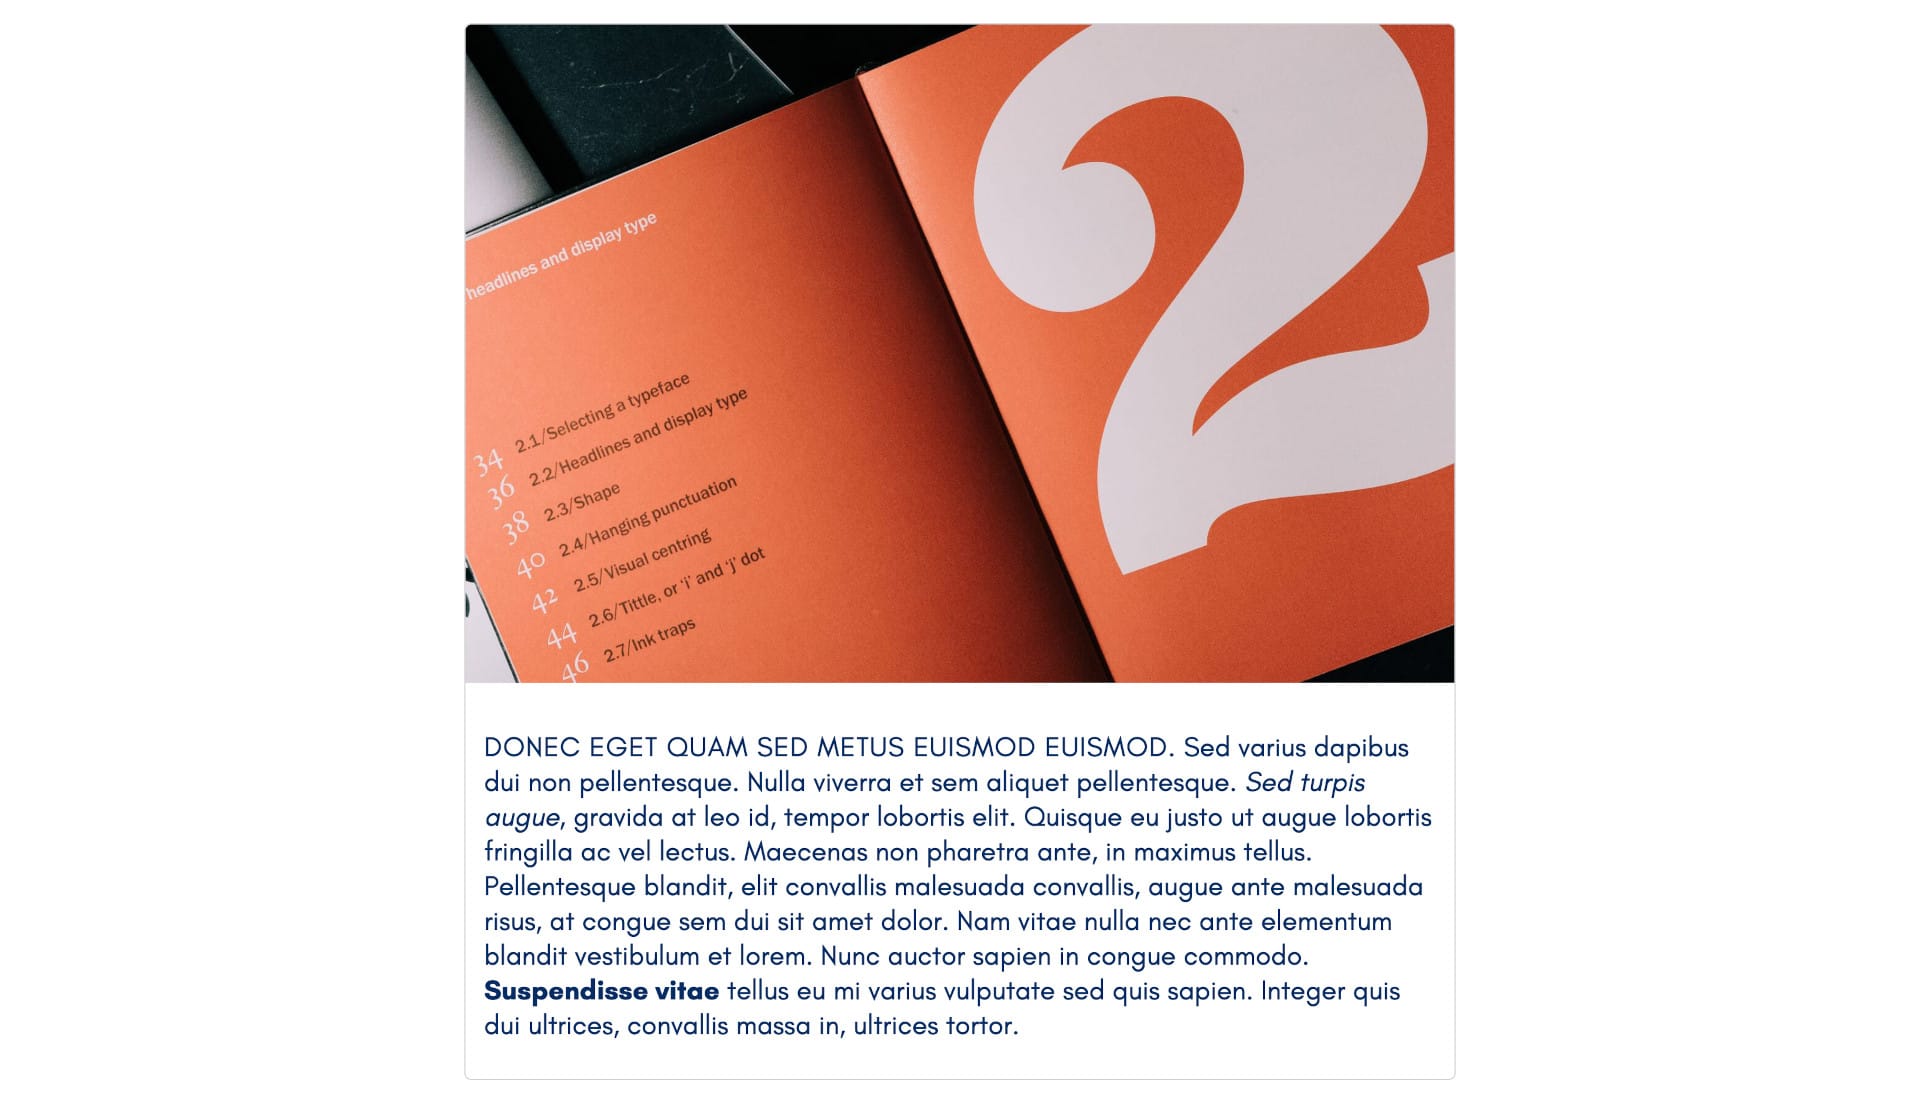 headlines and display type
2
34 2.1/Selecting a typeface
36 2.2/Headlines and display type
38 2.3/Shape
40 2.4/Hanging punctuation
42 2.5/Visual centring
44 2.6/Tittle, or ‘i’ and ‘j’ dot
46 2.7/Ink traps
DONEC EGET QUAM SED METUS EUISMOD EUISMOD. Sed varius dapibus
dui non pellentesque. Nulla viverra et sem aliquet pellentesque. Sed turpis
augue, gravida at leo id, tempor lobortis elit. Quisque eu justo ut augue lobortis
fringilla ac vel lectus. Maecenas non pharetra ante, in maximus tellus.
Pellentesque blandit, elit convallis malesuada convallis, augue ante malesuada
risus, at congue sem dui sit amet dolor. Nam vitae nulla nec ante elementum
blandit vestibulum et lorem. Nunc auctor sapien in congue commodo.
Suspendisse vitae tellus eu mi varius vulputate sed quis sapien. Integer quis
dui ultrices, convallis massa in, ultrices tortor.